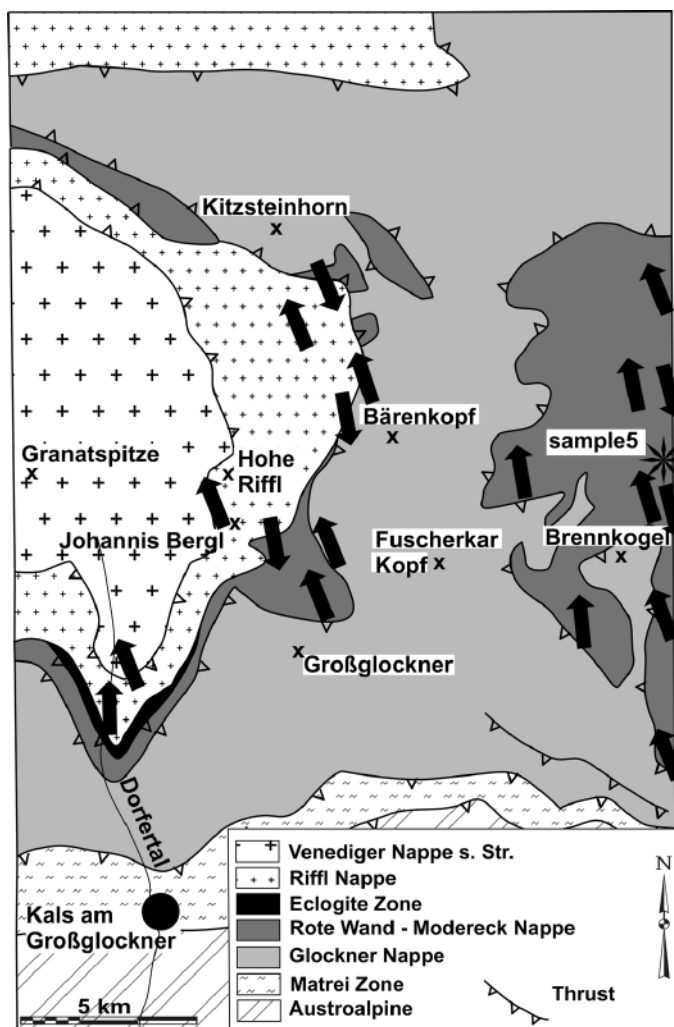 Kitzsteinhorn
x
Bärenkopf
x
sample5
Granatspitze
x
x Hohe
Riffl
x
Johannis Bergl
Fuscherkar
Kopf x
Brennkogel
x
x
Großglockner
Dorfertal
Kals am
Großglockner
5 km
Venediger Nappe s. Str.
Riffl Nappe
Eclogite Zone
Rote Wand - Modereck Nappe
Glockner Nappe
Matrei Zone
Austroalpine
N
Thrust